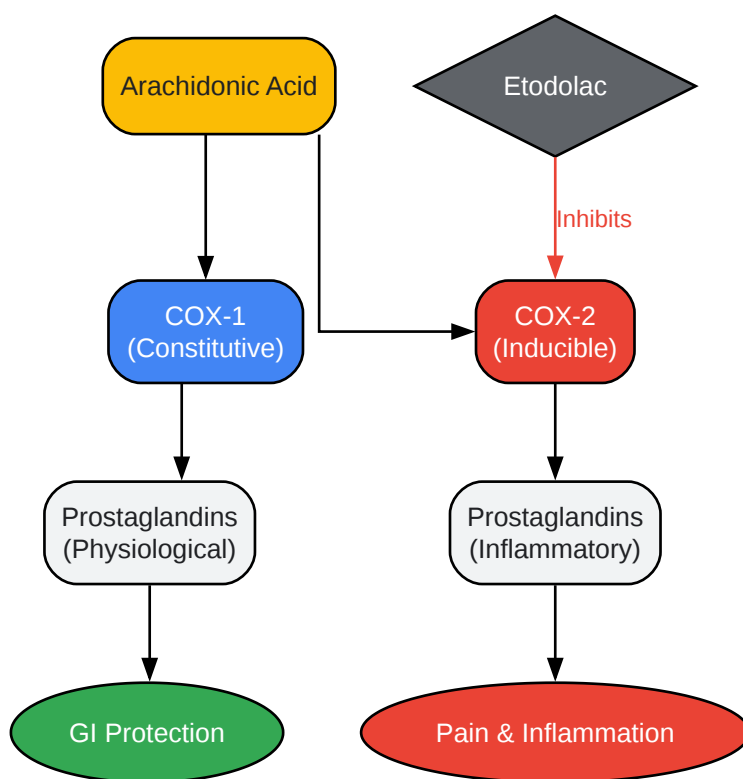 Arachidonic Acid
Etodolac
Inhibits
COX-1
(Constitutive)
COX-2
(Inducible)
Prostaglandins
(Physiological)
Prostaglandins
(Inflammatory)
GI Protection
Pain & Inflammation